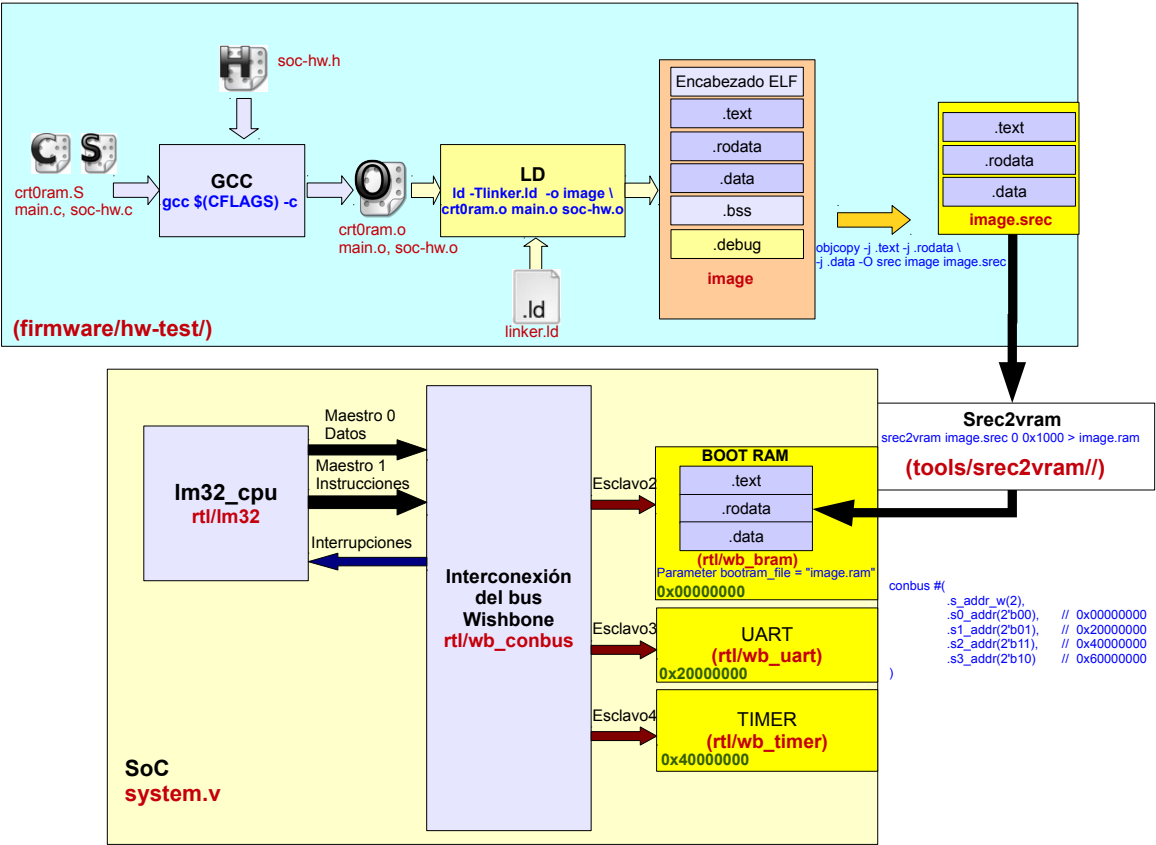 H
soc-hw.h
C
S
crt0ram.S
main.c, soc-hw.c
GCC
gcc $(CFLAGS) -c
O
crt0ram.o
main.o, soc-hw.o
LD
ld -Tlinker.ld -o image \
crt0ram.o main.o soc-hw.o
.ld
linker.ld
Encabezado ELF
.text
.rodata
.data
.bss
.debug
image
objcopy -j .text -j .rodata \
-j .data -O srec image image.srec
.text
.rodata
.data
image.srec
(firmware/hw-test/)
Srec2vram
srec2vram image.srec 0 0x1000 > image.ram
(tools/srec2vram//)
lm32_cpu
rtl/lm32
Maestro 0
Datos
Maestro 1
Instrucciones
Interrupciones
Interconexión
del bus
Wishbone
rtl/wb_conbus
Esclavo2
BOOT RAM
.text
.rodata
.data
(rtl/wb_bram)
Parameter bootram_file = "image.ram"
0x00000000
Esclavo3
UART
(rtl/wb_uart)
0x20000000
Esclavo4
TIMER
(rtl/wb_timer)
0x40000000
conbus #(
.s_addr_w(2),
.s0_addr(2'b00), // 0x00000000
.s1_addr(2'b01), // 0x20000000
.s2_addr(2'b11), // 0x40000000
.s3_addr(2'b10) // 0x60000000
)
SoC
system.v